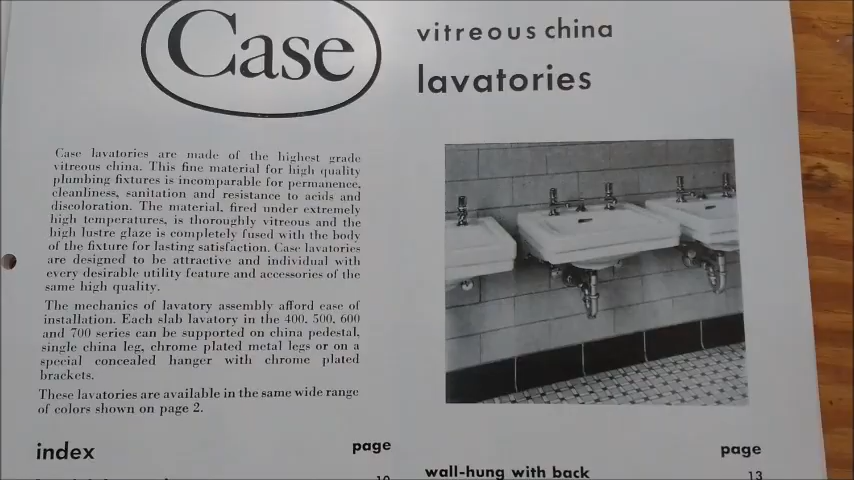 Case
vitreous china
lavatories
Case lavatories are made of the highest grade
vitreous china. This fine material for high quality
plumbing fixtures is incomparable for permanence,
cleanliness, sanitation and resistance to acids and
discoloration. The material, fired under extremely
high temperatures, is thoroughly vitreous and the
high lustre glaze is completely fused with the body
of the fixture for lasting satisfaction. Case lavatories
are designed to be attractive and individual with
every desirable utility feature and accessories of the
same high quality.
The mechanics of lavatory assembly afford ease of
installation. Each slab lavatory in the 400, 500, 600
and 700 series can be supported on china pedestal,
single china leg, chrome plated metal legs or on a
special concealed hanger with chrome plated
brackets.
These lavatories are available in the same wide range
of colors shown on page 2.
index page
page
wall-hung with back 13